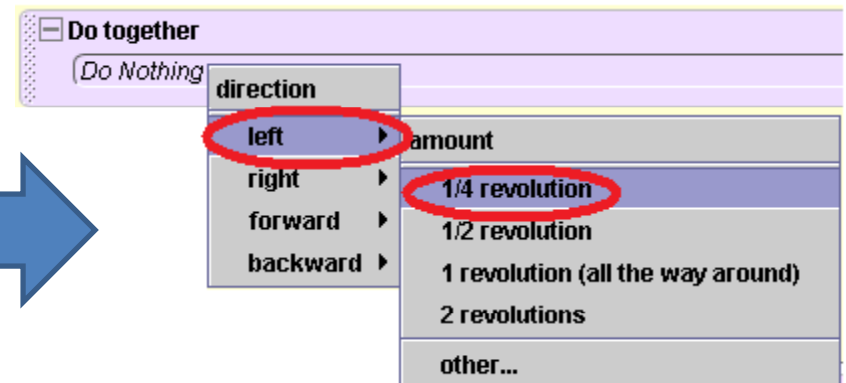 Do together
Do Nothing
direction
left
right
forward
backward
amount
1/4 revolution
1/2 revolution
1 revolution (all the way around)
2 revolutions
other...